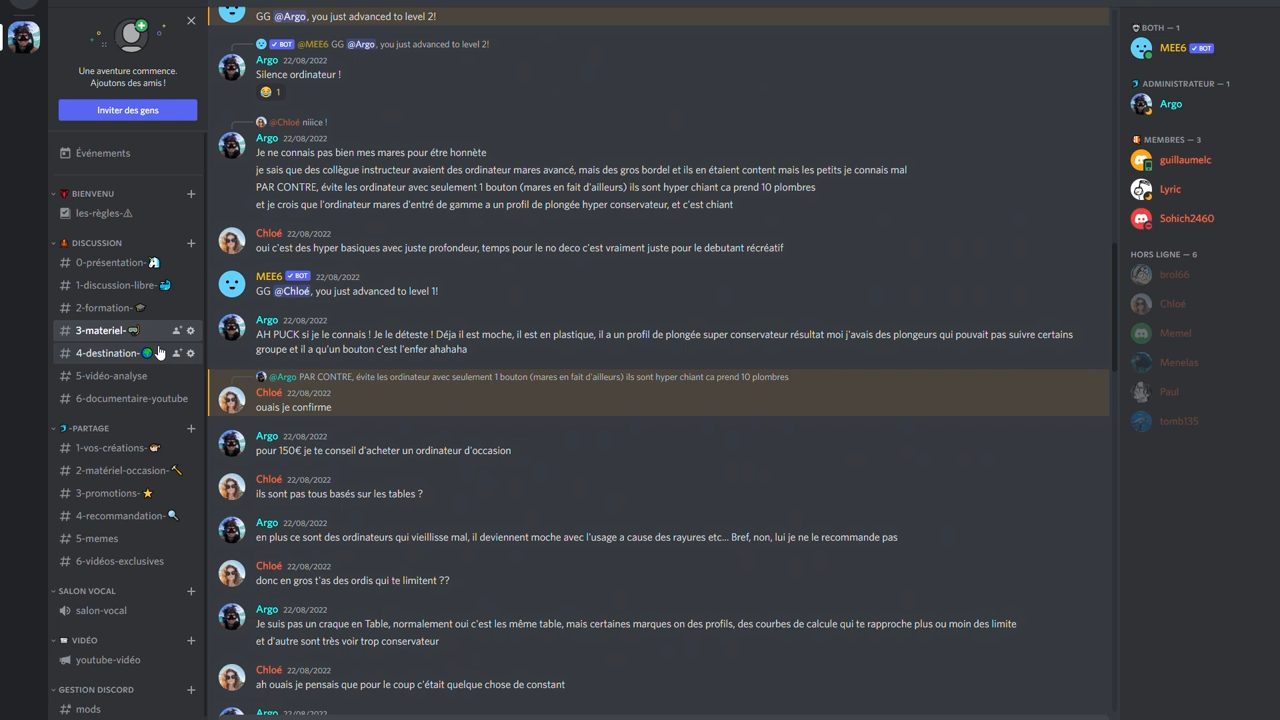 Une aventure commence.
Ajoutons des amis !
Inviter des gens
Événements
BIENVENU
les-règles-
DISCUSSION
0-présentation-
1-discussion-libre-
2-formation-
3-materiel-
4-destination-
5-vidéo-analyse
6-documentaire-youtube
-PARTAGE
1-vos-créations-
2-matériel-occasion-
3-promotions-
4-recommandation-
5-memes
6-vidéos-exclusives
SALON VOCAL
salon-vocal
VIDÉO
youtube-vidéo
GESTION DISCORD
mods
GG @Argo, you just advanced to level 2!
BOT @MEE6 GG @Argo, you just advanced to level 2!
Argo 22/08/2022
Silence ordinateur !
1
@Chloé niiice !
Argo 22/08/2022
Je ne connais pas bien mes mares pour étre honnète
je sais que des collègue instructeur avaient des ordinateur mares avancé, mais des gros bordel et ils en étaient content mais les petits je connais mal
PAR CONTRE, évite les ordinateur avec seulement 1 bouton (mares en fait d'ailleurs) ils sont hyper chiant ca prend 10 plombres
et je crois que l'ordinateur mares d'entré de gamme a un profil de plongée hyper conservateur, et c'est chiant
Chloé 22/08/2022
oui c'est des hyper basiques avec juste profondeur, temps pour le no deco c'est vraiment juste pour le debutant récréatif
MEE6 BOT 22/08/2022
GG @Chloé, you just advanced to level 1!
Argo 22/08/2022
AH PUCK si je le connais ! Je le déteste ! Déja il est moche, il est en plastique, il a un profil de plongée super conservateur résultat moi j'avais des plongeurs qui pouvait pas suivre certains
groupe et il a qu'un bouton c'est l'enfer ahahaha
@Argo PAR CONTRE, évite les ordinateur avec seulement 1 bouton (mares en fait d'ailleurs) ils sont hyper chiant ca prend 10 plombres
Chloé 22/08/2022
ouais je confirme
Argo 22/08/2022
pour 150€ je te conseil d'acheter un ordinateur d'occasion
Chloé 22/08/2022
ils sont pas tous basés sur les tables ?
Argo 22/08/2022
en plus ce sont des ordinateurs qui vieillisse mal, il deviennent moche avec l'usage a cause des rayures etc... Bref, non, lui je ne le recommande pas
Chloé 22/08/2022
donc en gros t'as des ordis qui te limitent ??
Argo 22/08/2022
Je suis pas un craque en Table, normalement oui c'est les même table, mais certaines marques on des profils, des courbes de calcule qui te rapproche plus ou moin des limite
et d'autre sont très voir trop conservateur
Chloé 22/08/2022
ah ouais je pensais que pour le coup c'était quelque chose de constant
Argo 22/08/2022
BOTH — 1
MEE6 BOT
ADMINISTRATEUR — 1
Argo
MEMBRES — 3
guillaumelc
Lyric
Sohich2460
HORS LIGNE — 6
brol66
Chloé
Memel
Menelas
Paul
tomb135